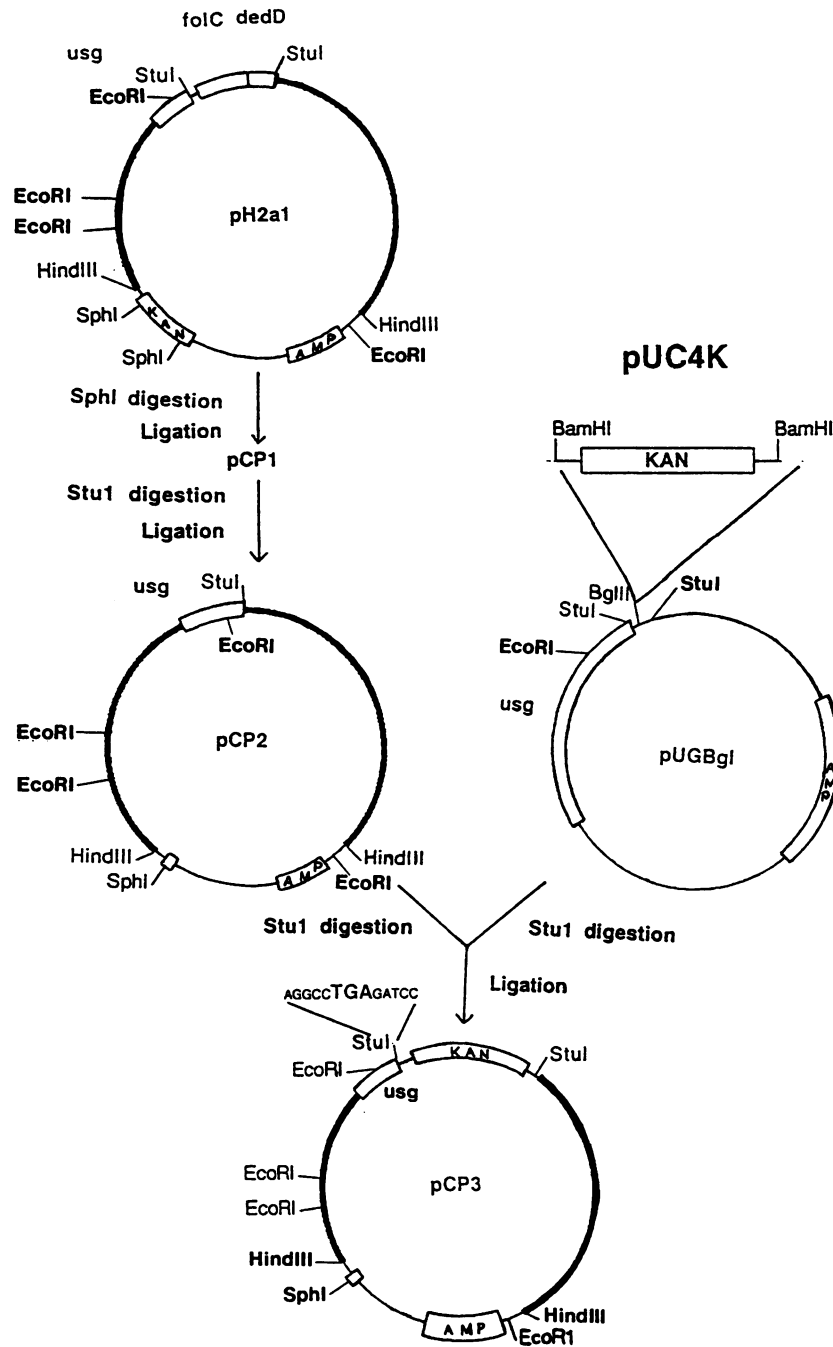 folC dedD
usg
StuI
StuI
EcoRI
EcoRI
EcoRI
pH2a1
HindIII
SphI
KAN
SphI
AMP
HindIII
EcoRI
SphI digestion
Ligation
pCP1
Stu1 digestion
Ligation
pUC4K
BamHI
BamHI
KAN
BglII
StuI
StuI
EcoRI
usg
pUGBgl
AMP
usg
StuI
EcoRI
EcoRI
EcoRI
pCP2
HindIII
SphI
AMP
HindIII
EcoRI
Stu1 digestion
Stu1 digestion
Ligation
AGGCCTGAGATCC
StuI
KAN
StuI
EcoRI
usg
EcoRI
EcoRI
pCP3
HindIII
SphI
AMP
HindIII
EcoR1